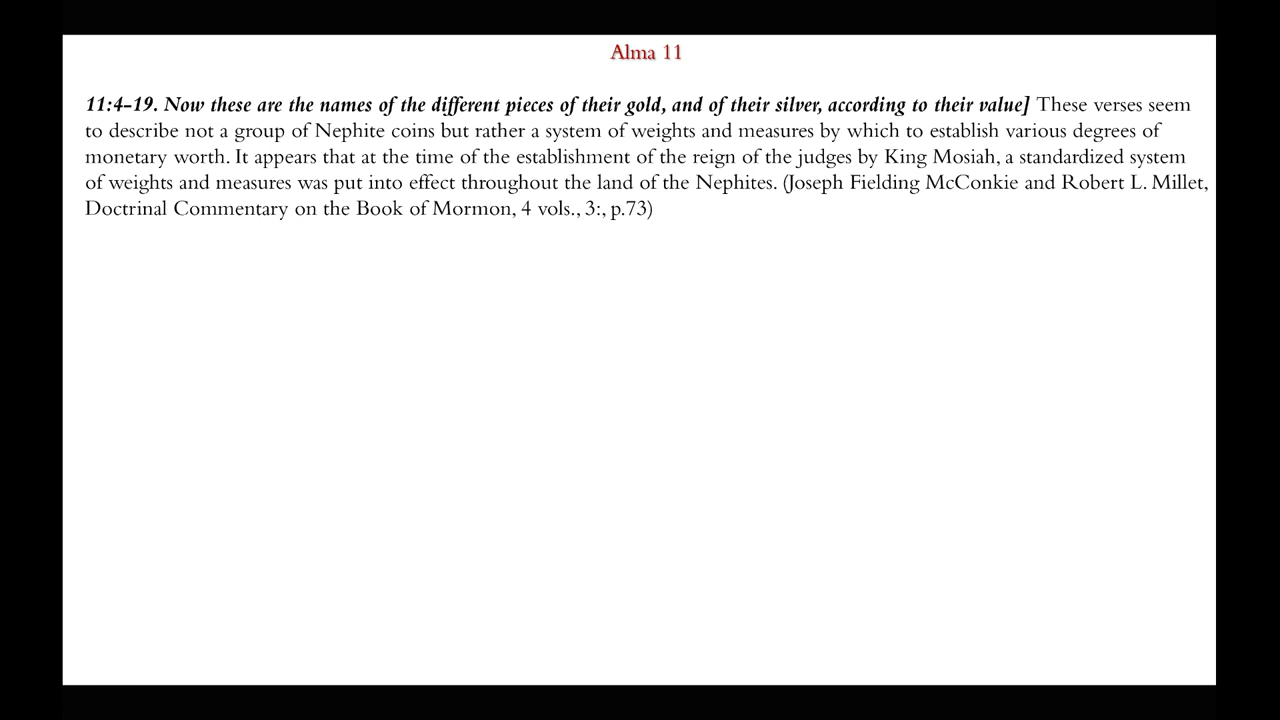 Alma 11
11:4-19. Now these are the names of the different pieces of their gold, and of their silver, according to their value] These verses seem
to describe not a group of Nephite coins but rather a system of weights and measures by which to establish various degrees of
monetary worth. It appears that at the time of the establishment of the reign of the judges by King Mosiah, a standardized system
of weights and measures was put into effect throughout the land of the Nephites. (Joseph Fielding McConkie and Robert L. Millet,
Doctrinal Commentary on the Book of Mormon, 4 vols., 3:, p.73)